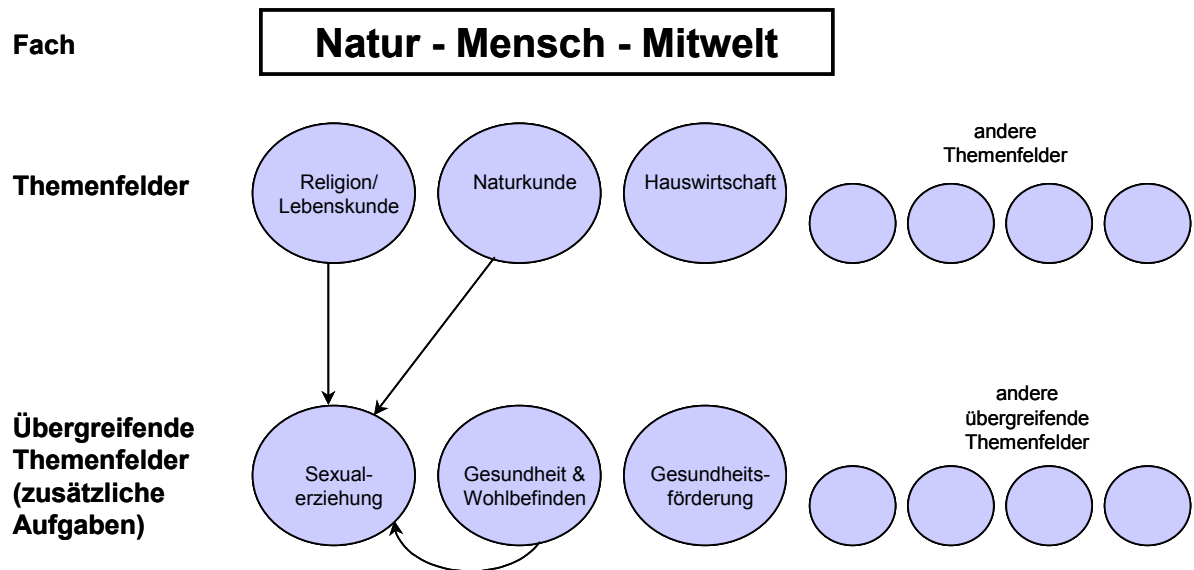 Fach
Natur - Mensch - Mitwelt
Themenfelder
Religion/
Lebenskunde
Naturkunde
Hauswirtschaft
andere
Themenfelder
Übergreifende
Themenfelder
(zusätzliche
Aufgaben)
Sexual-
erziehung
Gesundheit &
Wohlbefinden
Gesundheits-
förderung
andere
übergreifende
Themenfelder